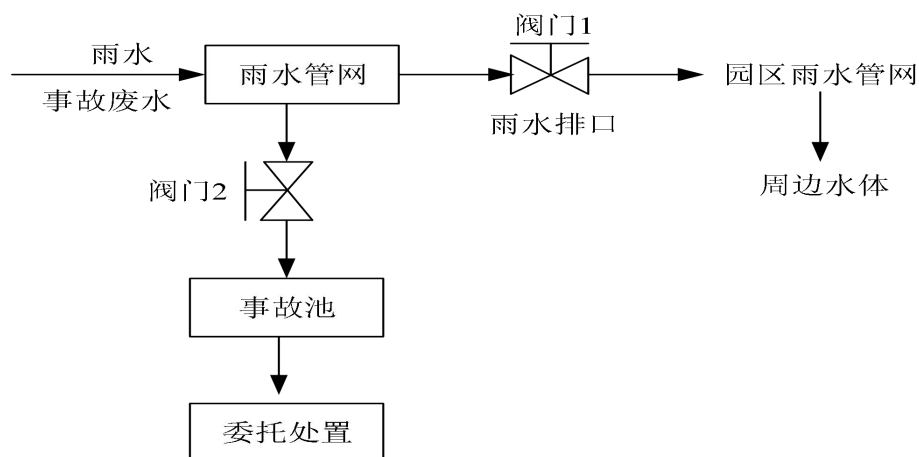 阀门1
雨水
雨水管网
园区雨水管网
事故废水
雨水排口
阀门2
周边水体
事故池
委托处置